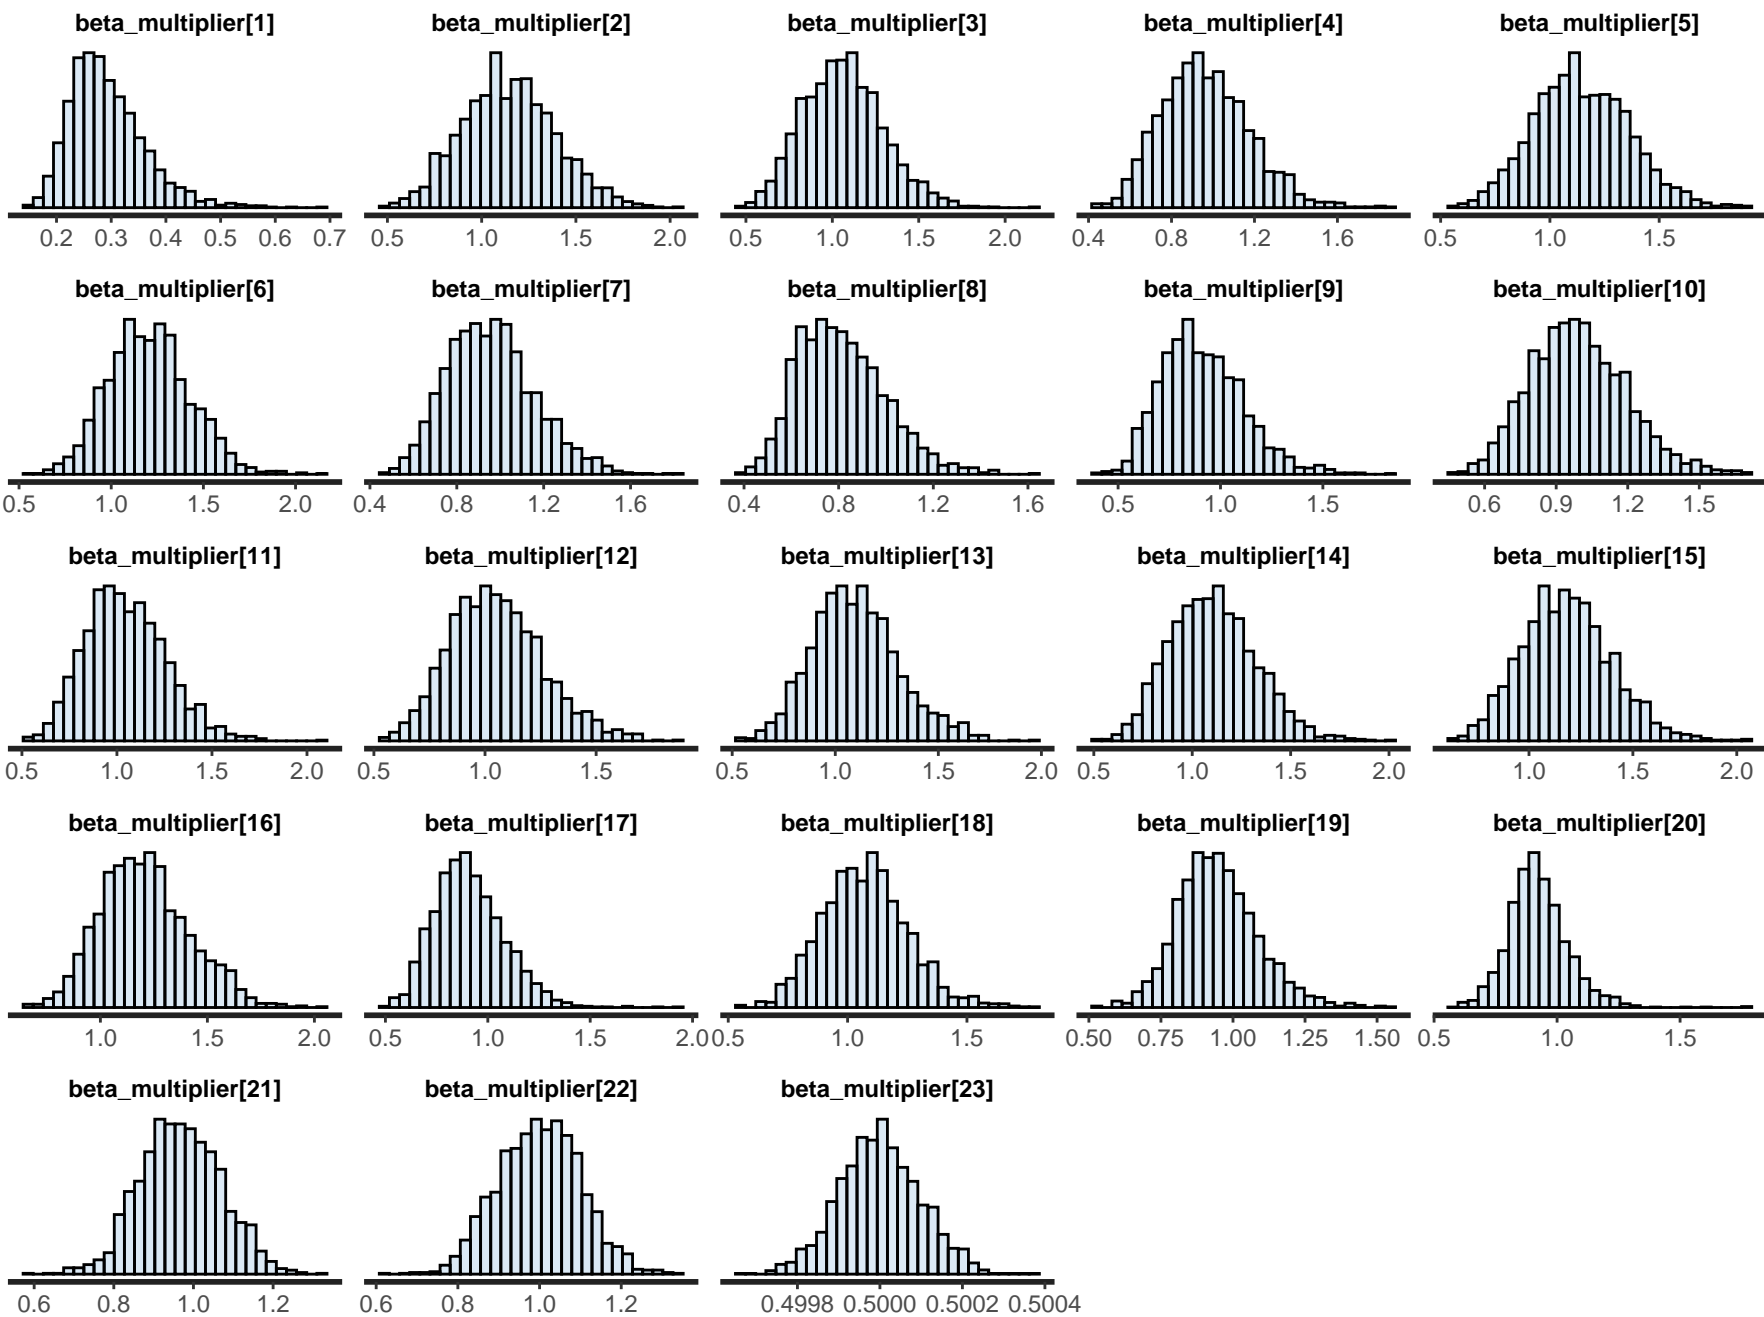 beta_multiplier[1] beta_multiplier[2] beta_multiplier[3] beta_multiplier[4] beta_multiplier[5]
0.2 0.3 0.4 0.5 0.6 0.7 0.5 1.0 1.5 2.0 0.5 1.0 1.5 2.0 0.4 0.8 1.2 1.6 0.5 1.0 1.5
beta_multiplier[6] beta_multiplier[7] beta_multiplier[8] beta_multiplier[9] beta_multiplier[10]
0.5 1.0 1.5 2.0 0.4 0.8 1.2 1.6 0.4 0.8 1.2 1.6 0.5 1.0 1.5 0.6 0.9 1.2 1.5
beta_multiplier[11] beta_multiplier[12] beta_multiplier[13] beta_multiplier[14] beta_multiplier[15]
0.5 1.0 1.5 2.0 0.5 1.0 1.5 0.5 1.0 1.5 2.0 0.5 1.0 1.5 2.0 1.0 1.5 2.0
beta_multiplier[16] beta_multiplier[17] beta_multiplier[18] beta_multiplier[19] beta_multiplier[20]
1.0 1.5 2.0 0.5 1.0 1.5 2.0 0.5 1.0 1.5 0.50 0.75 1.00 1.25 1.50 0.5 1.0 1.5
beta_multiplier[21] beta_multiplier[22] beta_multiplier[23]
0.6 0.8 1.0 1.2 0.6 0.8 1.0 1.2 0.4998 0.5000 0.5002 0.5004